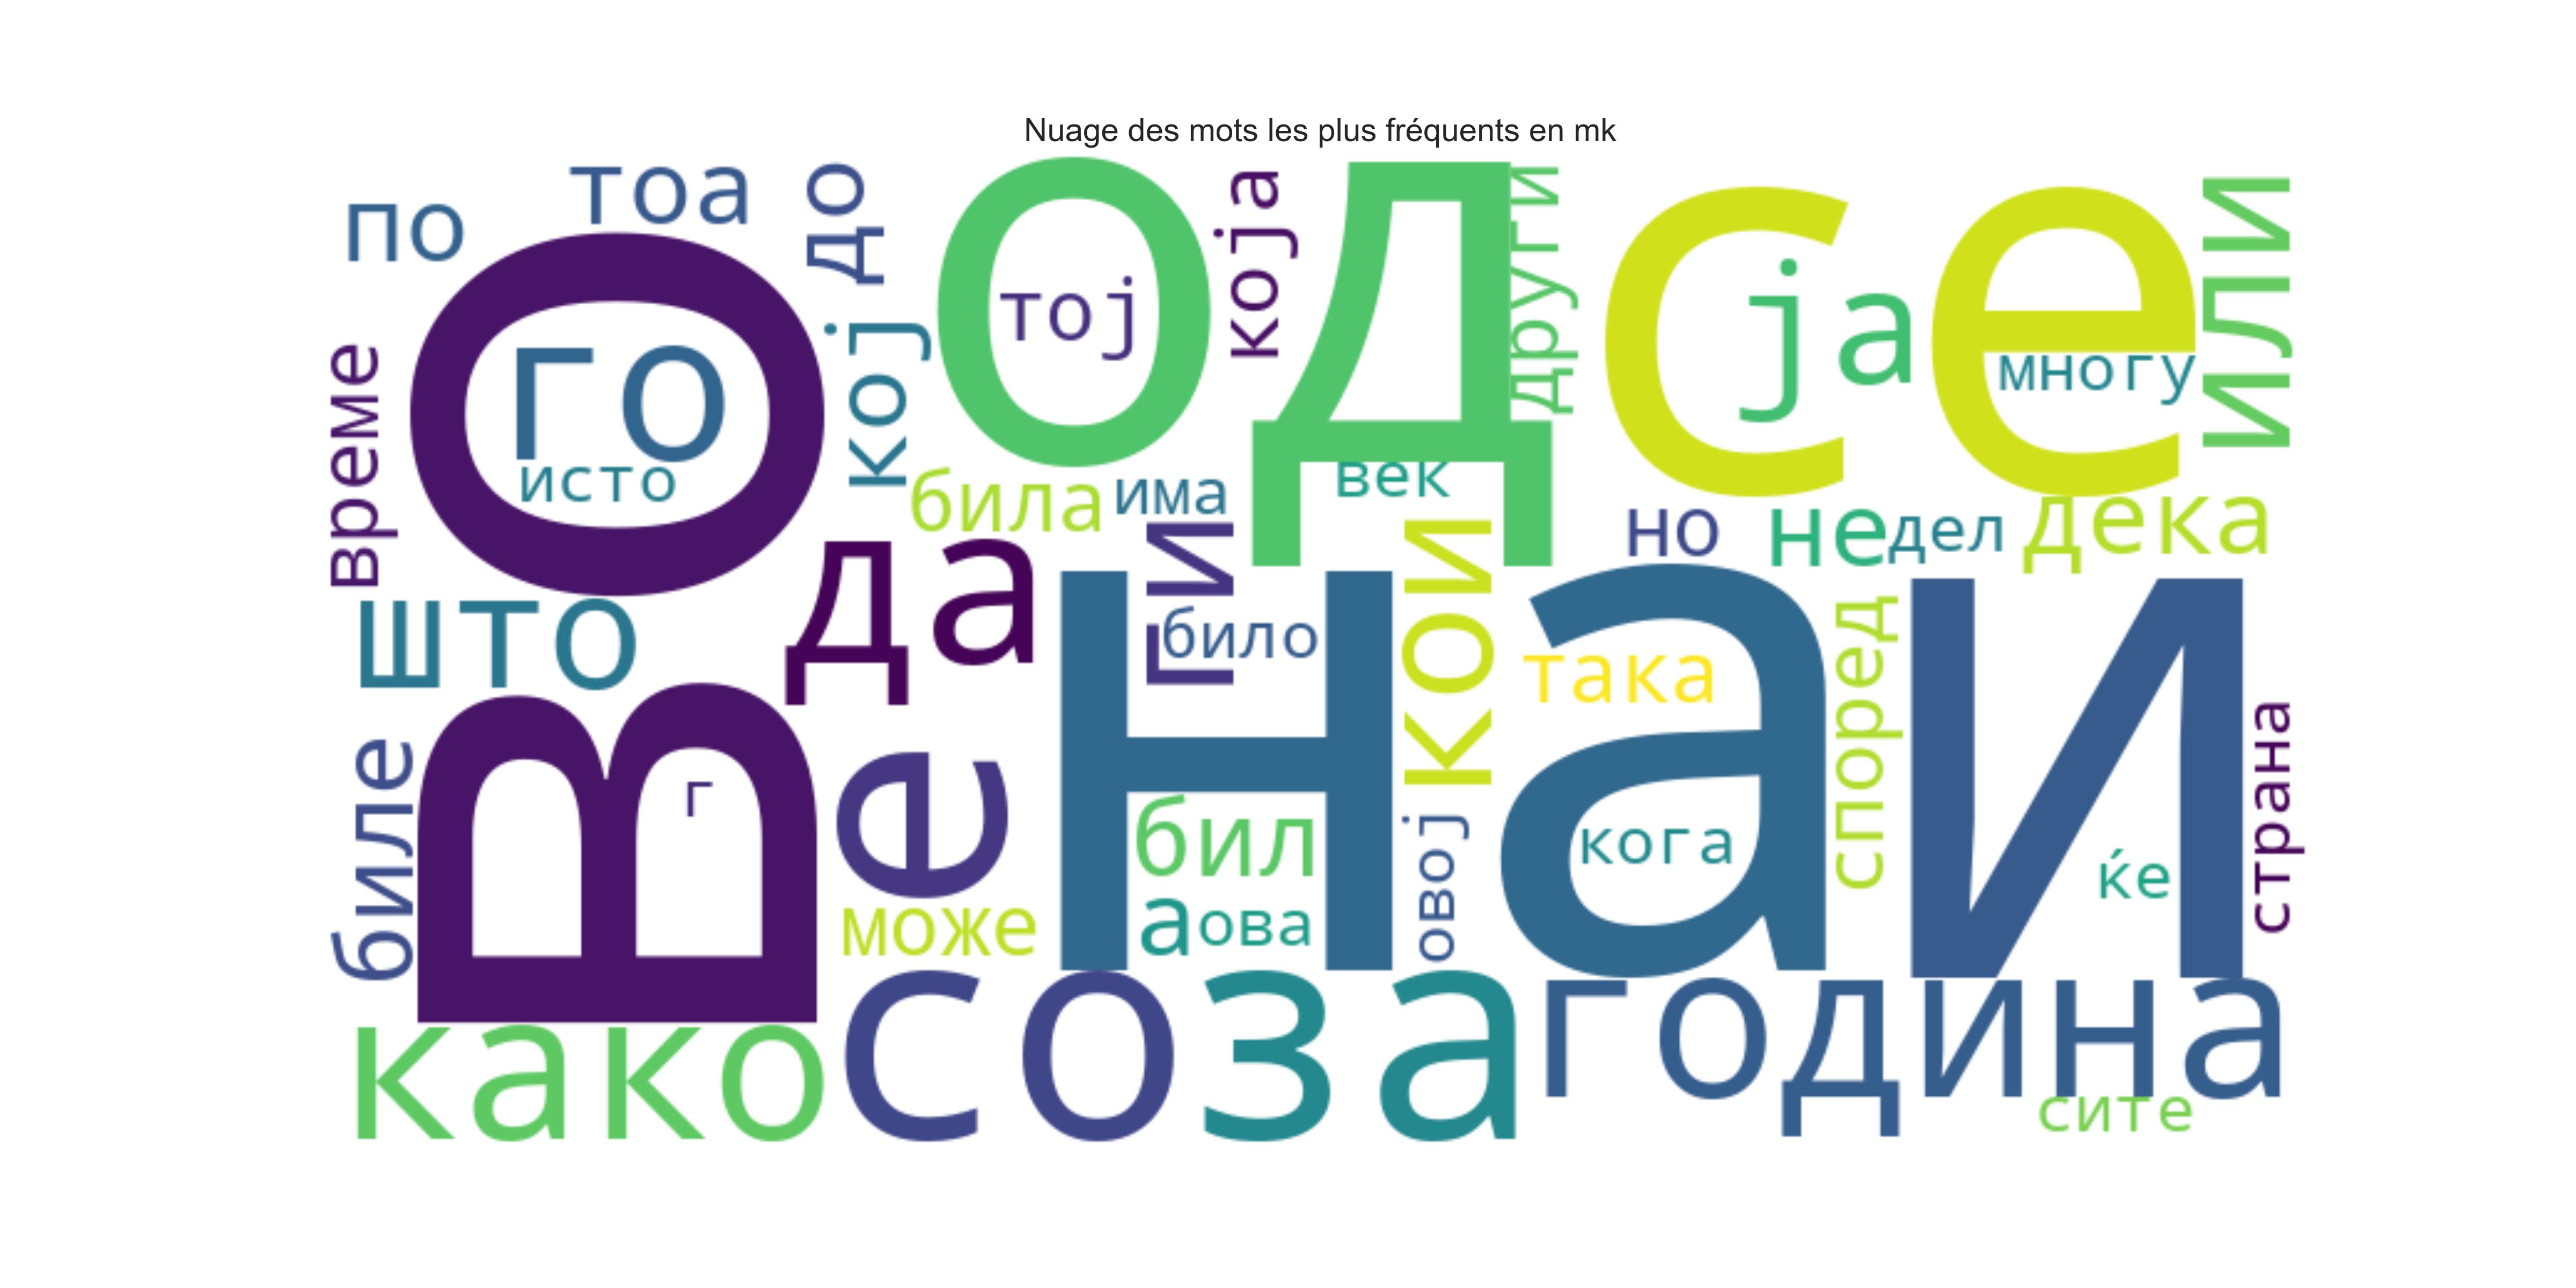 Nuage des mots les plus fréquents en mk
по
тоа
до
од
која
други
се
или
тој
ја
многу
време
го
исто
кој
била
има
век
но
не
дел
дека
во
што
да
ги
било
кои
на
така
според
и
страна
биле
г
е
бил
овој
кога
ќе
може
а
ова
како
со
за
година
сите